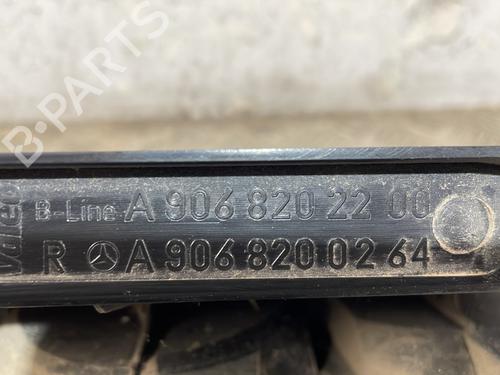 B-PARTS
Valeo
B-Line A 906 820 22 00
R A 906 820 02 64